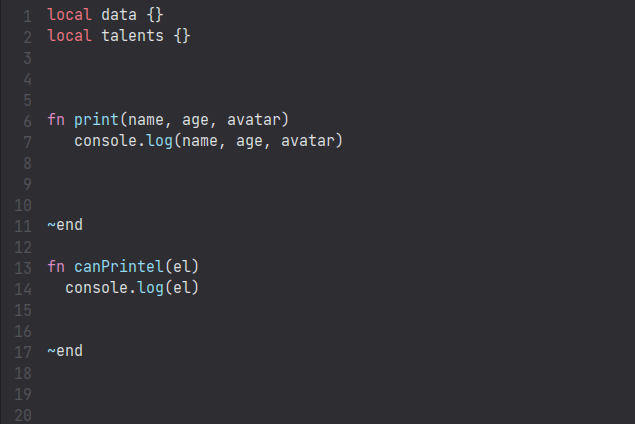 1 local data {}
2 local talents {}
3
4
5
6 fn print(name, age, avatar)
7    console.log(name, age, avatar)
8
9
10
11 ~end
12
13 fn canPrintel(el)
14   console.log(el)
15
16
17 ~end
18
19
20